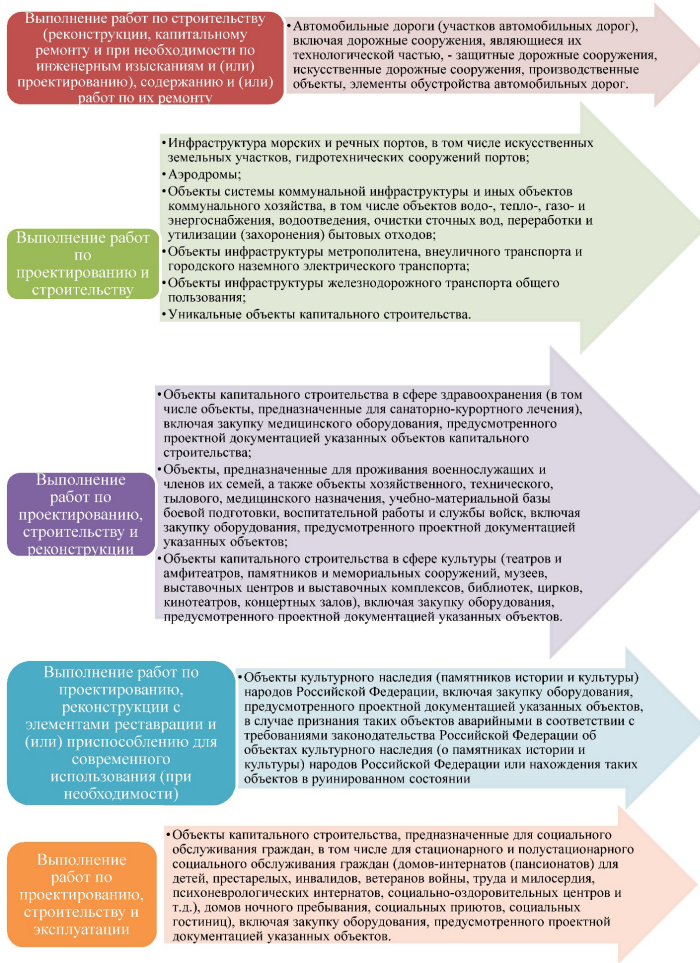 Выполнение работ по строительству
(реконструкции, капитальному
ремонту и при необходимости по
инженерным изысканиям и (или)
проектированию), содержанию и (или)
работ по их ремонту
•Автомобильные дороги (участков автомобильных дорог),
включая дорожные сооружения, являющиеся их
технологической частью, - защитные дорожные сооружения,
искусственные дорожные сооружения, производственные
объекты, элементы обустройства автомобильных дорог.
Выполнение работ
по
проектированию и
строительству
•Инфраструктура морских и речных портов, в том числе искусственных
земельных участков, гидротехнических сооружений портов;
•Аэродромы;
•Объекты системы коммунальной инфраструктуры и иных объектов
коммунального хозяйства, в том числе объектов водо-, тепло-, газо- и
энергоснабжения, водоотведения, очистки сточных вод, переработки и
утилизации (захоронения) бытовых отходов;
•Объекты инфраструктуры метрополитена, внеуличного транспорта и
городского наземного электрического транспорта;
•Объекты инфраструктуры железнодорожного транспорта общего
пользования;
•Уникальные объекты капитального строительства.
Выполнение
работ по
проектированию,
строительству и
реконструкции
•Объекты капитального строительства в сфере здравоохранения (в том
числе объекты, предназначенные для санаторно-курортного лечения),
включая закупку медицинского оборудования, предусмотренного
проектной документацией указанных объектов капитального
строительства;
•Объекты, предназначенные для проживания военнослужащих и
членов их семей, а также объекты хозяйственного, технического,
тылового, медицинского назначения, учебно-материальной базы
боевой подготовки, воспитательной работы и службы войск, включая
закупку оборудования, предусмотренного проектной документацией
указанных объектов;
•Объекты капитального строительства в сфере культуры (театров и
амфитеатров, памятников и мемориальных сооружений, музеев,
выставочных центров и выставочных комплексов, библиотек, цирков,
кинотеатров, концертных залов), включая закупку оборудования,
предусмотренного проектной документацией указанных объектов.
Выполнение работ по
проектированию,
реконструкции с
элементами реставрации и
(или) приспособлению для
современного
использования (при
необходимости)
•Объекты культурного наследия (памятников истории и культуры)
народов Российской Федерации, включая закупку оборудования,
предусмотренного проектной документацией указанных объектов,
в случае признания таких объектов аварийными в соответствии с
требованиями законодательства Российской Федерации об
объектах культурного наследия (о памятниках истории и
культуры) народов Российской Федерации или нахождения таких
объектов в руинированном состоянии
Выполнение
работ по
проектированию,
строительству и
эксплуатации
•Объекты капитального строительства, предназначенные для социального
обслуживания граждан, в том числе для стационарного и полустационарного
социального обслуживания граждан (домов-интернатов (пансионатов) для
детей, престарелых, инвалидов, ветеранов войны, труда и милосердия,
психоневрологических интернатов, социально-оздоровительных центров и
т.д.), домов ночного пребывания, социальных приютов, социальных
гостиниц), включая закупку оборудования, предусмотренного проектной
документацией указанных объектов.